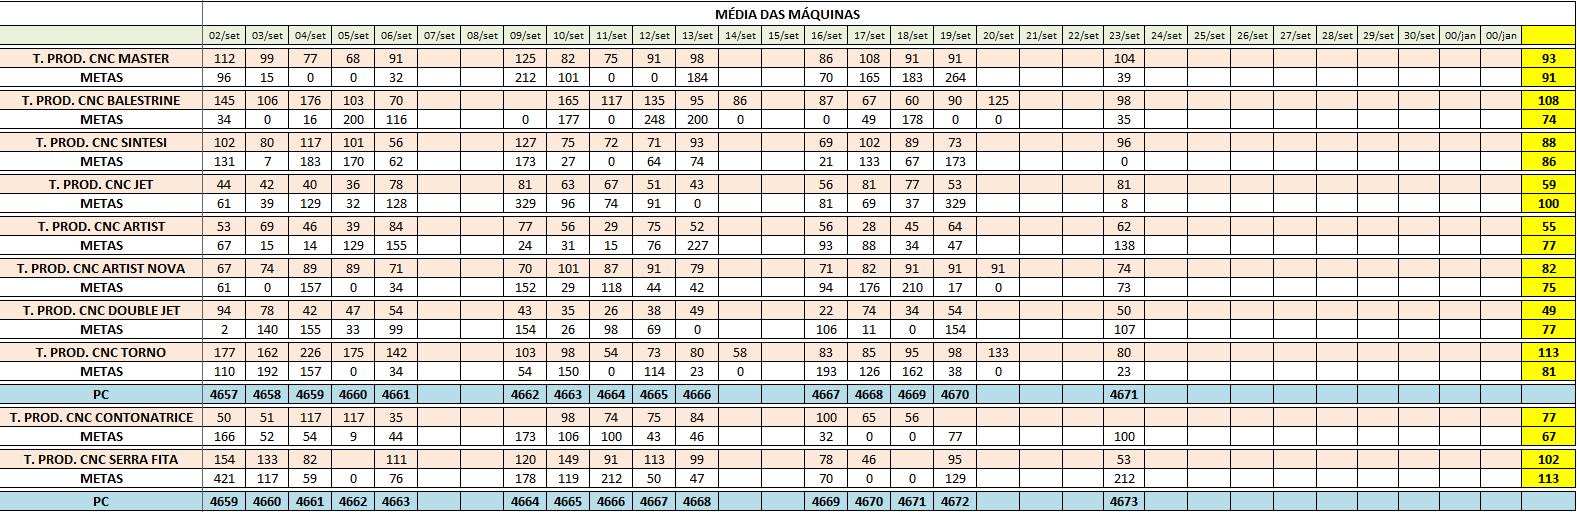 MÉDIA DAS MÁQUINAS
02/set 03/set 04/set 05/set 06/set 07/set 08/set 09/set 10/set 11/set 12/set 13/set 14/set 15/set 16/set 17/set 18/set 19/set 20/set 21/set 22/set 23/set 24/set 25/set 26/set 27/set 28/set 29/set 30/set 00/jan 00/jan
T. PROD. CNC MASTER 112 99 77 68 91 125 82 75 91 98 86 108 91 91 104 93
METAS 96 15 0 0 32 212 101 0 0 184 70 165 183 264 39 91
T. PROD. CNC BALESTRINE 145 106 176 103 70 165 117 135 95 86 87 67 60 90 125 98 108
METAS 34 0 16 200 116 0 177 0 248 200 0 0 49 178 0 0 35 74
T. PROD. CNC SINTESI 102 80 117 101 56 127 75 72 71 93 69 102 89 73 96 88
METAS 131 7 183 170 62 173 27 0 64 74 21 133 67 173 0 86
T. PROD. CNC JET 44 42 40 36 78 81 63 67 51 43 56 81 77 53 81 59
METAS 61 39 129 32 128 329 96 74 91 0 81 69 37 329 8 100
T. PROD. CNC ARTIST 53 69 46 39 84 77 56 29 75 52 56 28 45 64 62 55
METAS 67 15 14 129 155 24 31 15 76 227 93 88 34 47 138 77
T. PROD. CNC ARTIST NOVA 67 74 89 89 71 70 101 87 91 79 71 82 91 91 91 74 82
METAS 61 0 157 0 34 152 29 118 44 42 94 176 210 17 0 73 75
T. PROD. CNC DOUBLE JET 94 78 42 47 54 43 35 26 38 49 22 74 34 54 50 49
METAS 2 140 155 33 99 154 26 98 69 0 106 11 0 154 107 77
T. PROD. CNC TORNO 177 162 226 175 142 103 98 54 73 80 58 83 85 95 98 133 80 113
METAS 110 192 157 0 34 54 150 0 114 23 0 193 126 162 38 0 23 81
PC 4657 4658 4659 4660 4661 4662 4663 4664 4665 4666 4667 4668 4669 4670 4671
T. PROD. CNC CONTONATRICE 50 51 117 117 35 98 74 75 84 100 65 56 77
METAS 166 52 54 9 44 173 106 100 43 46 32 0 0 77 100 67
T. PROD. CNC SERRA FITA 154 133 82 111 120 149 91 113 99 78 46 95 53 102
METAS 421 117 59 0 76 178 119 212 50 47 70 0 0 129 212 113
PC 4659 4660 4661 4662 4663 4664 4665 4666 4667 4668 4669 4670 4671 4672 4673